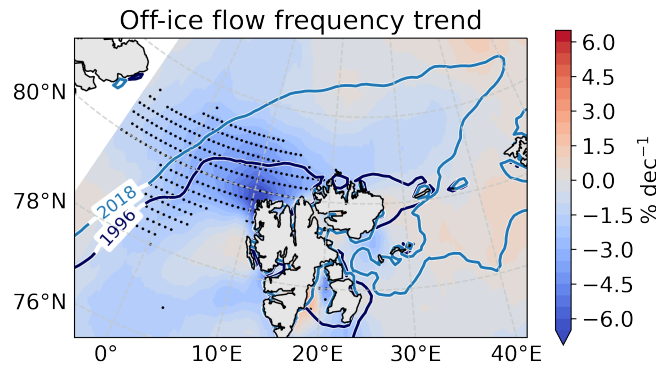 Off-ice flow frequency trend
80°N
78°N
76°N
0°
10°E
20°E
30°E
40°E
2018
1996
6.0
4.5
3.0
1.5
0.0
−1.5
−3.0
−4.5
−6.0
% dec⁻¹